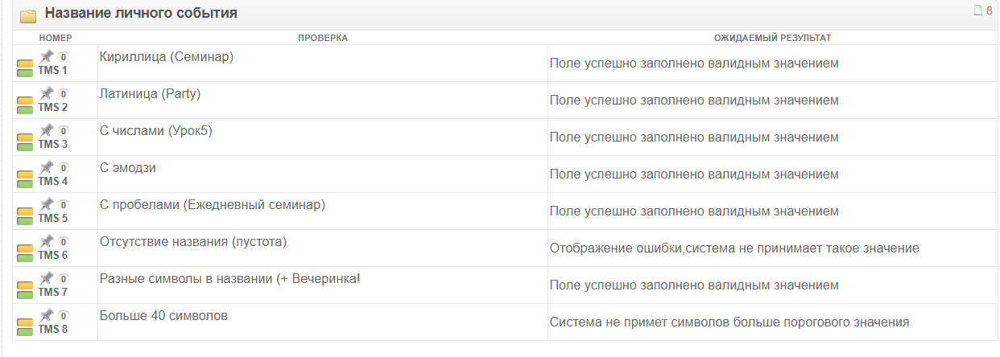 Название личного события
8
НОМЕР ПРОВЕРКА ОЖИДАЕМЫЙ РЕЗУЛЬТАТ
0
TMS 1
Кириллица (Семинар)
Поле успешно заполнено валидным значением
0
TMS 2
Латиница (Party)
Поле успешно заполнено валидным значением
0
TMS 3
С числами (Урок5)
Поле успешно заполнено валидным значением
0
TMS 4
С эмодзи
Поле успешно заполнено валидным значением
0
TMS 5
С пробелами (Ежедневный семинар)
Поле успешно заполнено валидным значением
0
TMS 6
Отсутствие названия (пустота)
Отображение ошибки,система не принимает такое значение
0
TMS 7
Разные символы в названии (+ Вечеринка!
Поле успешно заполнено валидным значением
0
TMS 8
Больше 40 символов
Система не примет символов больше порогового значения